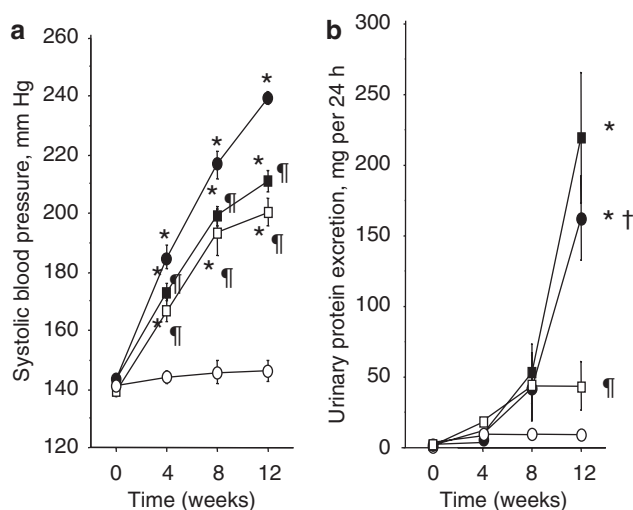 a
Systolic blood pressure, mm Hg
260
240
220
200
180
160
140
120
* * * *
* * *
* * *
¶ ¶ ¶
¶ ¶ ¶
0 4 8 12
Time (weeks)
b
Urinary protein excretion, mg per 24 h
300
250
200
150
100
50
0
*
* †
¶
0 4 8 12
Time (weeks)